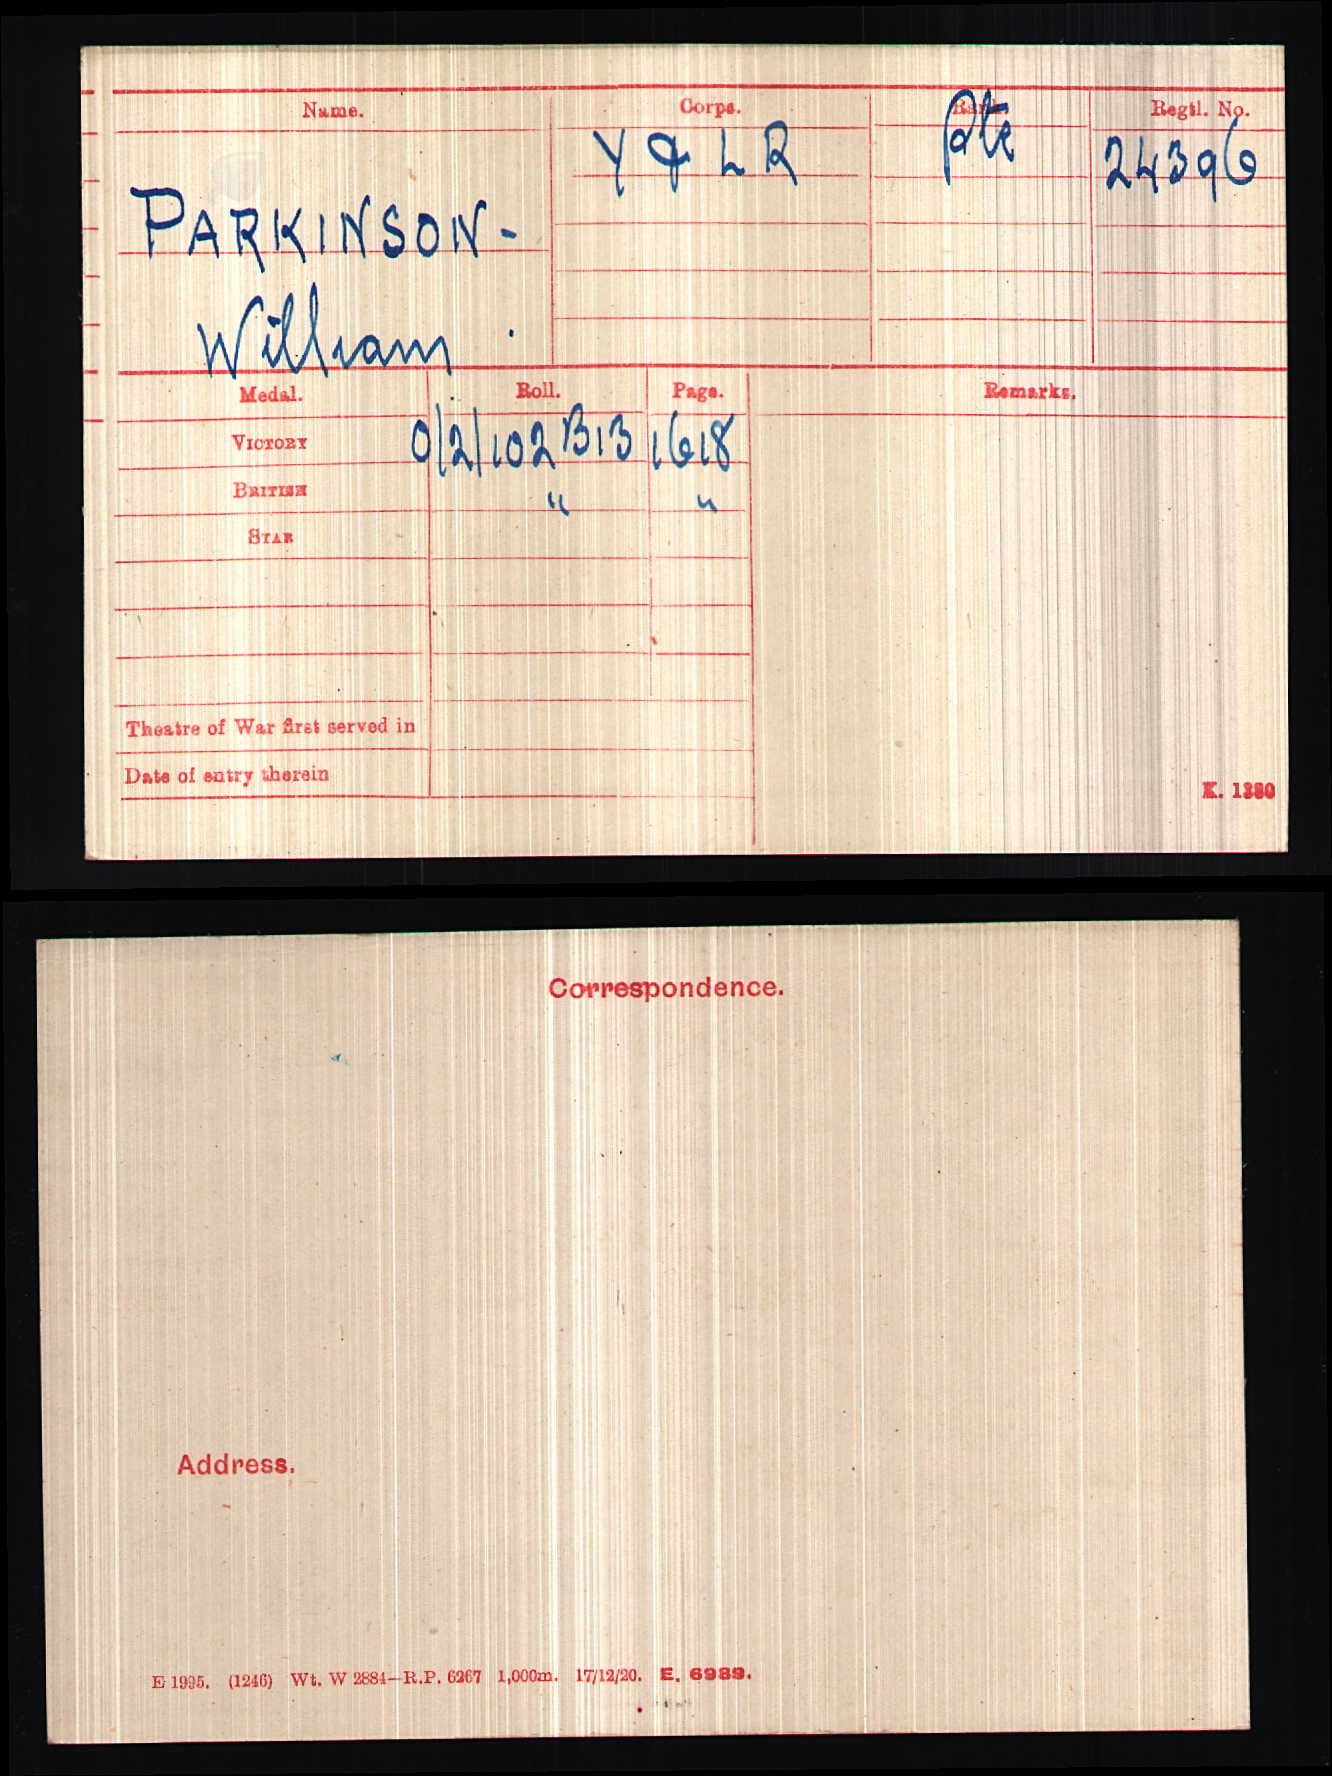 Name. Corps. Rank. Regtl. No.
Y & L R Pte 24396
PARKINSON-
William.
Medal. Roll. Page. Remarks.
VICTORY O/2/102 B13 1618
BRITISH " "
STAR
Theatre of War first served in
Date of entry therein
K. 1380
Correspondence.
Address.
E 1995. (1246) Wt. W 2884—R.P. 6267 1,000m. 17/12/20. E. 6989.